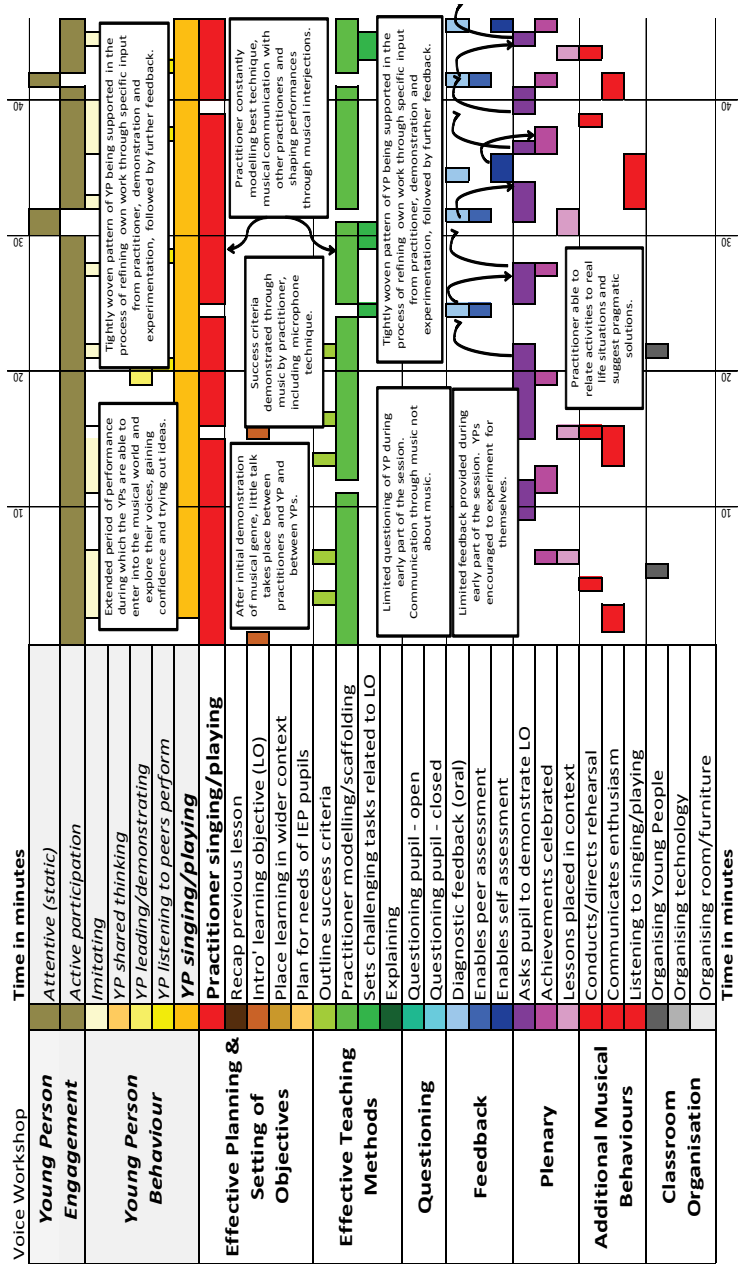 Voice Workshop
Time in minutes
Young Person
Engagement
Attentive (static)
Active participation
Young Person
Behaviour
Imitating
YP shared thinking
YP leading/demonstrating
YP listening to peers perform
YP singing/playing
Practitioner singing/playing
Effective Planning &
Setting of
Objectives
Recap previous lesson
Intro' learning objective (LO)
Place learning in wider context
Plan for needs of IEP pupils
Effective Teaching
Methods
Outline success criteria
Practitioner modelling/scaffolding
Sets challenging tasks related to LO
Explaining
Questioning
Questioning pupil - open
Questioning pupil - closed
Feedback
Diagnostic feedback (oral)
Enables peer assessment
Enables self assessment
Plenary
Asks pupil to demonstrate LO
Achievements celebrated
Lessons placed in context
Additional Musical
Behaviours
Conducts/directs rehearsal
Communicates enthusiasm
Listening to singing/playing
Classroom
Organisation
Organising Young People
Organising technology
Organising room/furniture
Time in minutes
10
20
30
40
Extended period of performance
during which the YPs are able to
enter into the musical world and
explore their voices, gaining
confidence and trying out ideas.
Tightly woven pattern of YP being supported in the
process of refining own work through specific input
from practitioner, demonstration and
experimentation, followed by further feedback.
After initial demonstration
of musical genre, little talk
takes place between
practitioners and YP and
between YPs.
Success criteria
demonstrated through
music by practitioner,
including microphone
technique.
Practitioner constantly
modelling best technique,
musical communication with
other practitioners and
shaping performances
through musical interjections.
Limited questioning of YP during
early part of the session.
Communication through music not
about music.
Tightly woven pattern of YP being supported in the
process of refining own work through specific input
from practitioner, demonstration and
experimentation, followed by further feedback.
Limited feedback provided during
early part of the session. YPs
encouraged to experiment for
themselves.
Practitioner able to
relate activities to real
life situations and
suggest pragmatic
solutions.
10
20
30
40